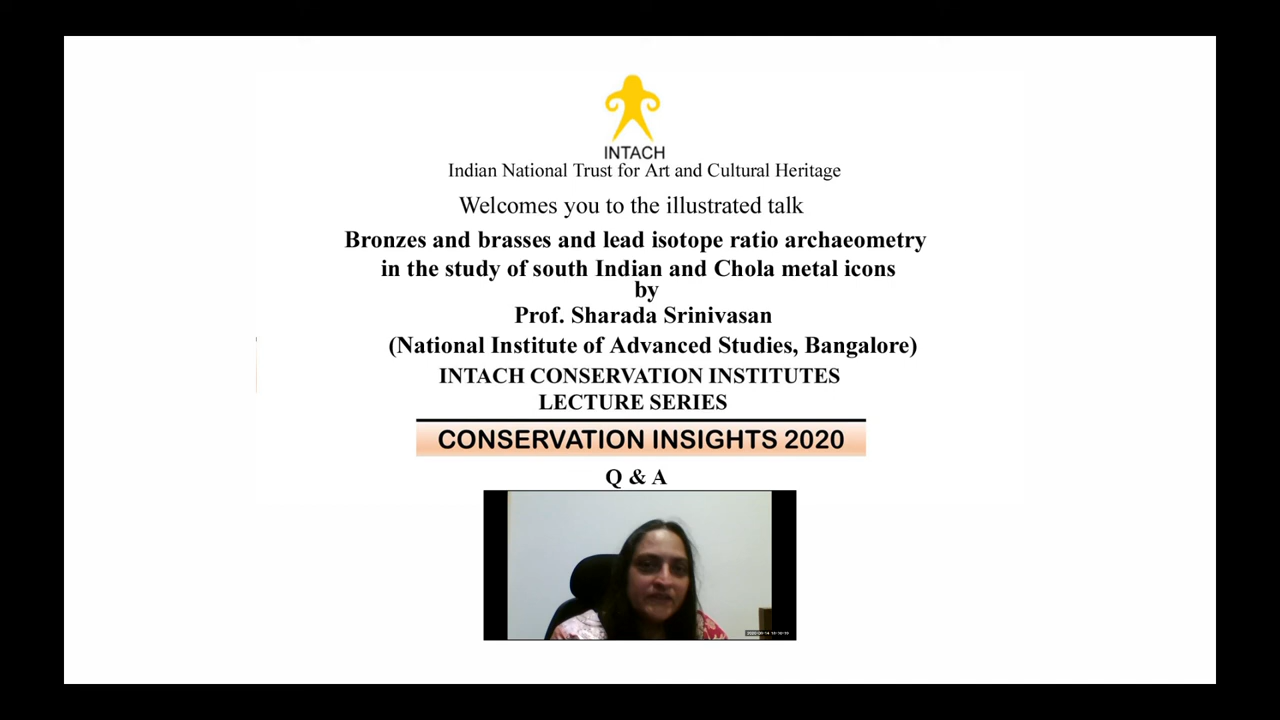 INTACH
Indian National Trust for Art and Cultural Heritage
Welcomes you to the illustrated talk
Bronzes and brasses and lead isotope ratio archaeometry
in the study of south Indian and Chola metal icons
by
Prof. Sharada Srinivasan
(National Institute of Advanced Studies, Bangalore)
INTACH CONSERVATION INSTITUTES
LECTURE SERIES
CONSERVATION INSIGHTS 2020
Q & A